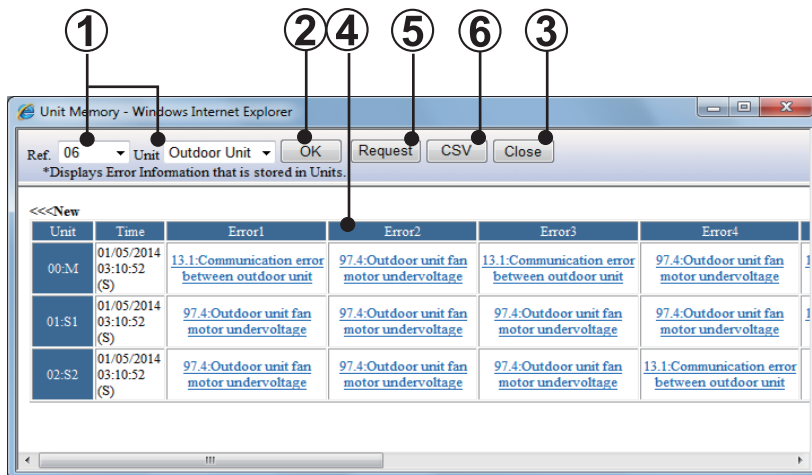 1 2 4 5 6 3
Unit Memory - Windows Internet Explorer
Ref. 06 Unit Outdoor Unit OK Request CSV Close
*Displays Error Information that is stored in Units.
<<<New
Unit Time Error1 Error2 Error3 Error4
00:M
01/05/2014
03:10:52
(S)
13.1:Communication error
between outdoor unit
97.4:Outdoor unit fan
motor undervoltage
13.1:Communication error
between outdoor unit
97.4:Outdoor unit fan
motor undervoltage
1
01:S1
01/05/2014
03:10:52
(S)
97.4:Outdoor unit fan
motor undervoltage
97.4:Outdoor unit fan
motor undervoltage
97.4:Outdoor unit fan
motor undervoltage
97.4:Outdoor unit fan
motor undervoltage
1
02:S2
01/05/2014
03:10:52
(S)
97.4:Outdoor unit fan
motor undervoltage
97.4:Outdoor unit fan
motor undervoltage
97.4:Outdoor unit fan
motor undervoltage
13.1:Communication error
between outdoor unit